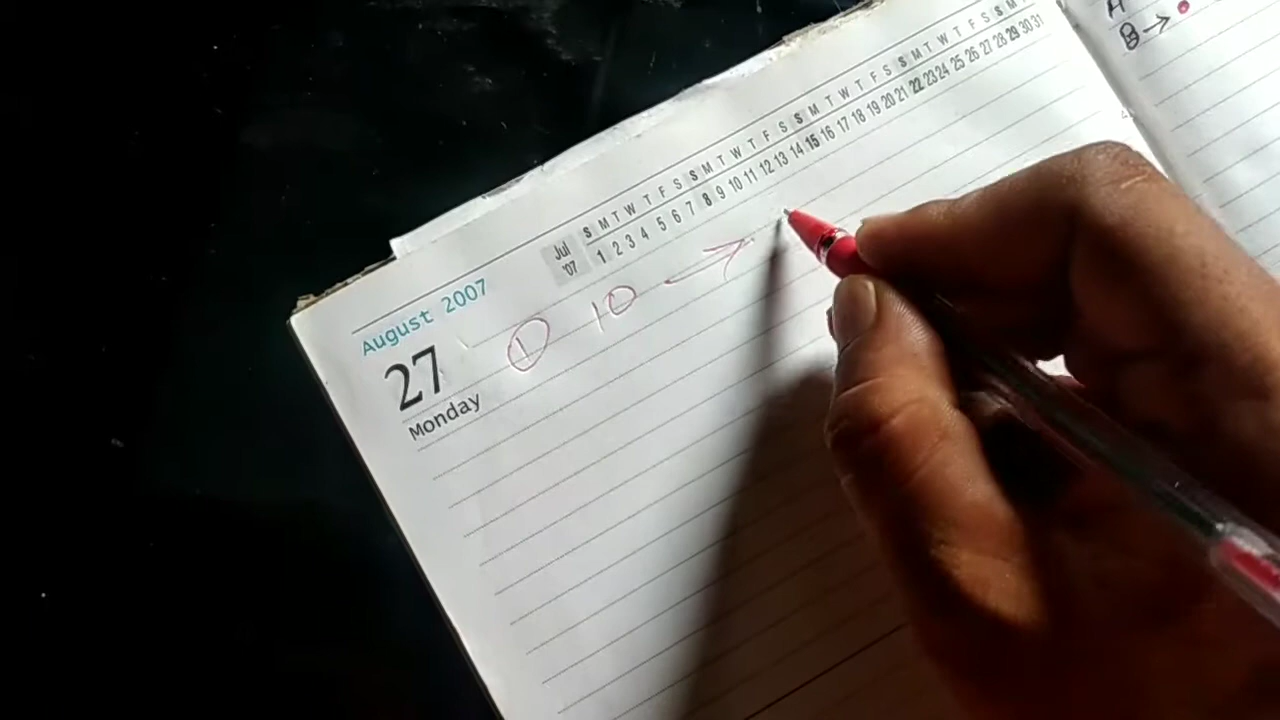 S M T W T F S S M T W T F S S M T W T F S S M T W T F S S M T
Jul '07 1 2 3 4 5 6 7 8 9 10 11 12 13 14 15 16 17 18 19 20 21 22 23 24 25 26 27 28 29 30 31
August 2007
27
Monday
① 10 →
A
B →